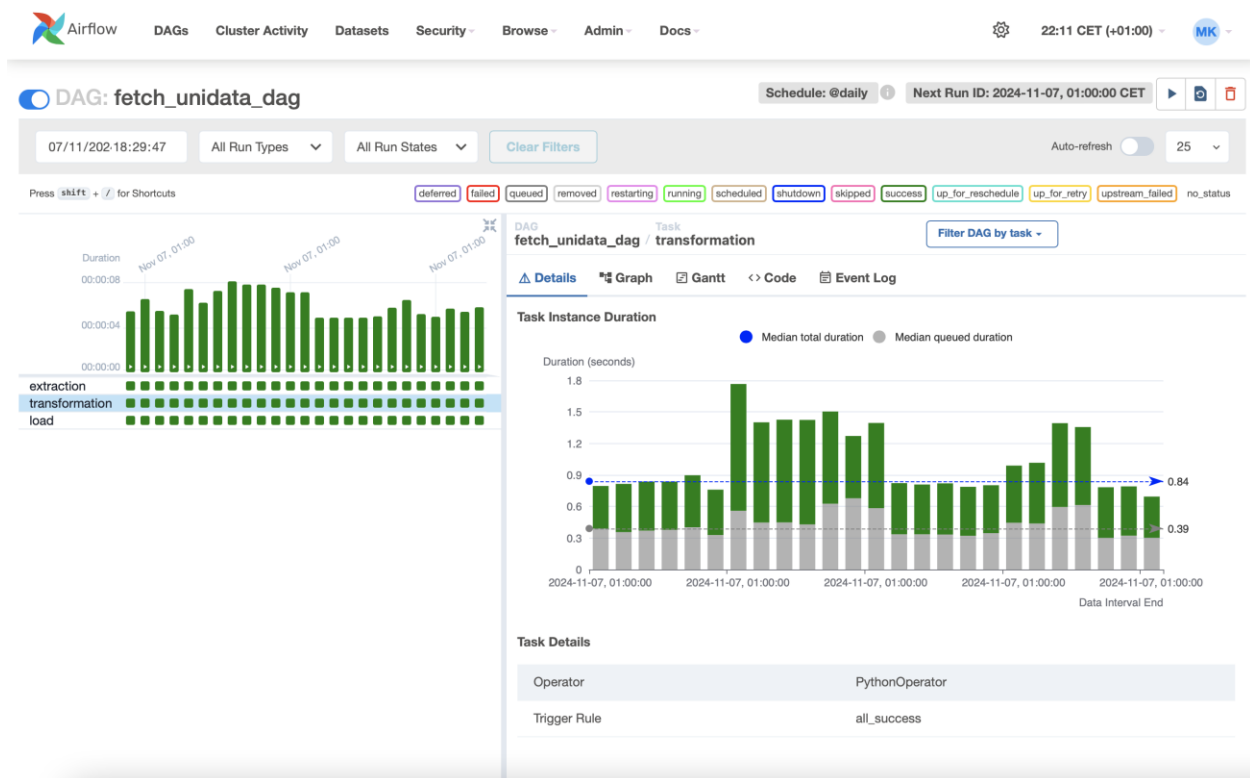 Airflow DAGs Cluster Activity Datasets Security Browse Admin Docs 22:11 CET (+01:00) MK
DAG: fetch_unidata_dag Schedule: @daily Next Run ID: 2024-11-07, 01:00:00 CET
07/11/202 18:29:47 All Run Types All Run States Clear Filters Auto-refresh 25
Press shift + / for Shortcuts deferred failed queued removed restarting running scheduled shutdown skipped success up_for_reschedule up_for_retry upstream_failed no_status
Duration
Nov 07, 01:00 Nov 07, 01:00 Nov 07, 01:00
00:00:08
00:00:04
00:00:00
extraction
transformation
load
DAG Task
fetch_unidata_dag / transformation Filter DAG by task
Details Graph Gantt Code Event Log
Task Instance Duration
Median total duration Median queued duration
Duration (seconds)
1.8
1.5
1.2
0.9
0.84
0.6
0.39
0.3
0
2024-11-07, 01:00:00 2024-11-07, 01:00:00 2024-11-07, 01:00:00 2024-11-07, 01:00:00 2024-11-07, 01:00:00
Data Interval End
Task Details
Operator PythonOperator
Trigger Rule all_success